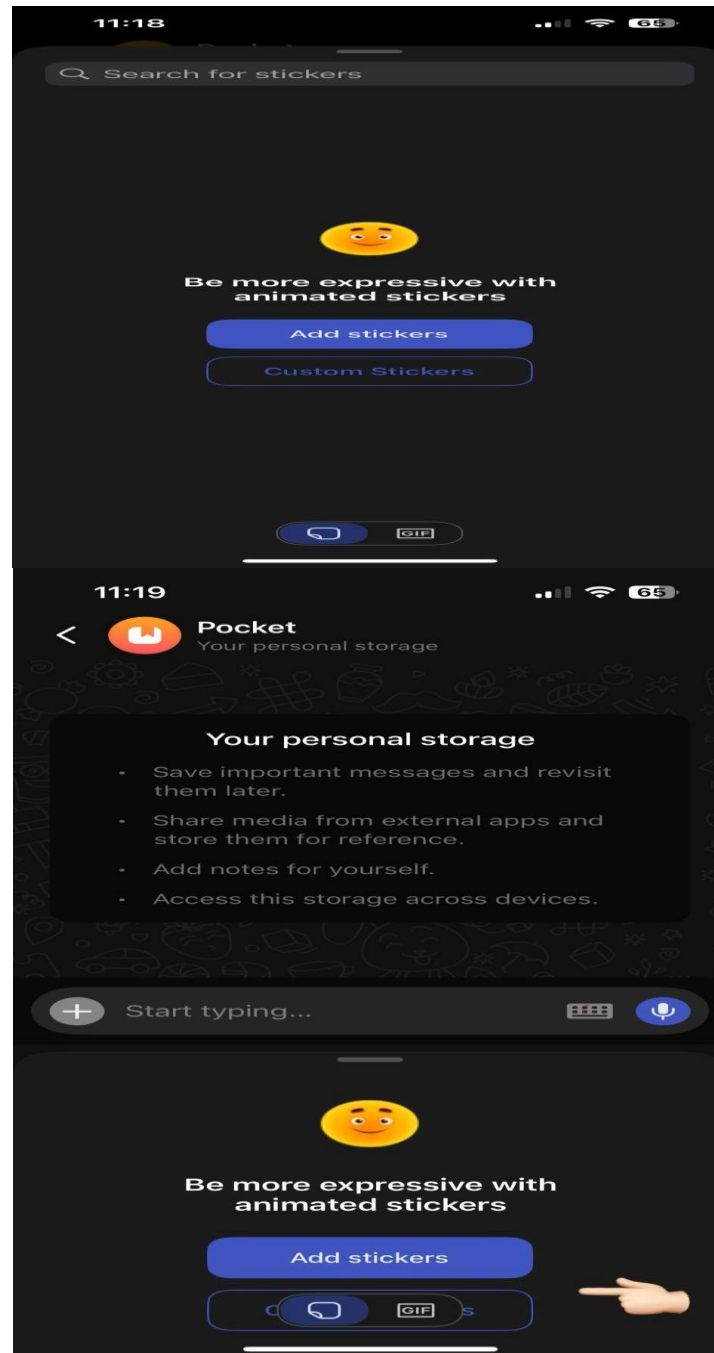 11:18
65
Search for stickers
Be more expressive with
animated stickers
Add stickers
Custom Stickers
GIF
11:19
65
Pocket
Your personal storage
Your personal storage
• Save important messages and revisit
them later.
• Share media from external apps and
store them for reference.
• Add notes for yourself.
• Access this storage across devices.
Start typing...
Be more expressive with
animated stickers
Add stickers
GIF